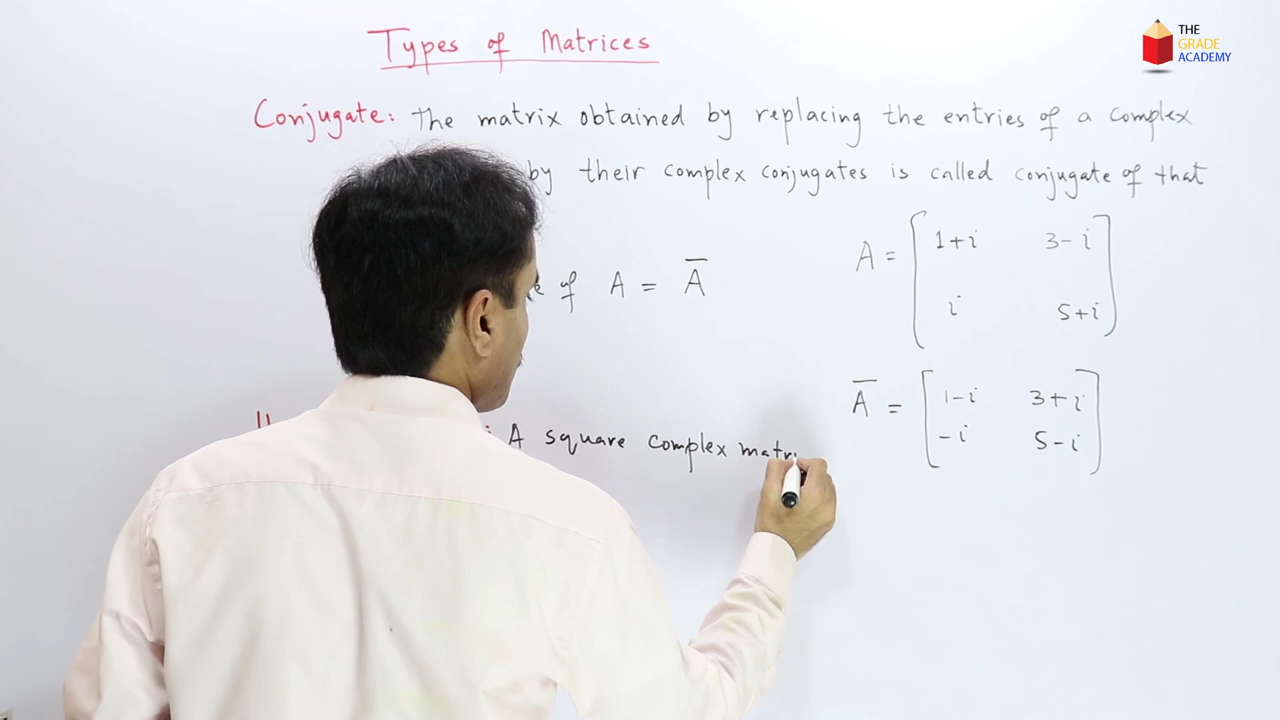 Types of Matrices
THE
GRADE
ACADEMY
Conjugate: The matrix obtained by replacing the entries of a complex
by their complex conjugates is called conjugate of that
of A = A̅
A = [ 1+i 3-i
i 5+i ]
A̅ = [ 1-i 3+i
-i 5-i ]
: A square complex matri